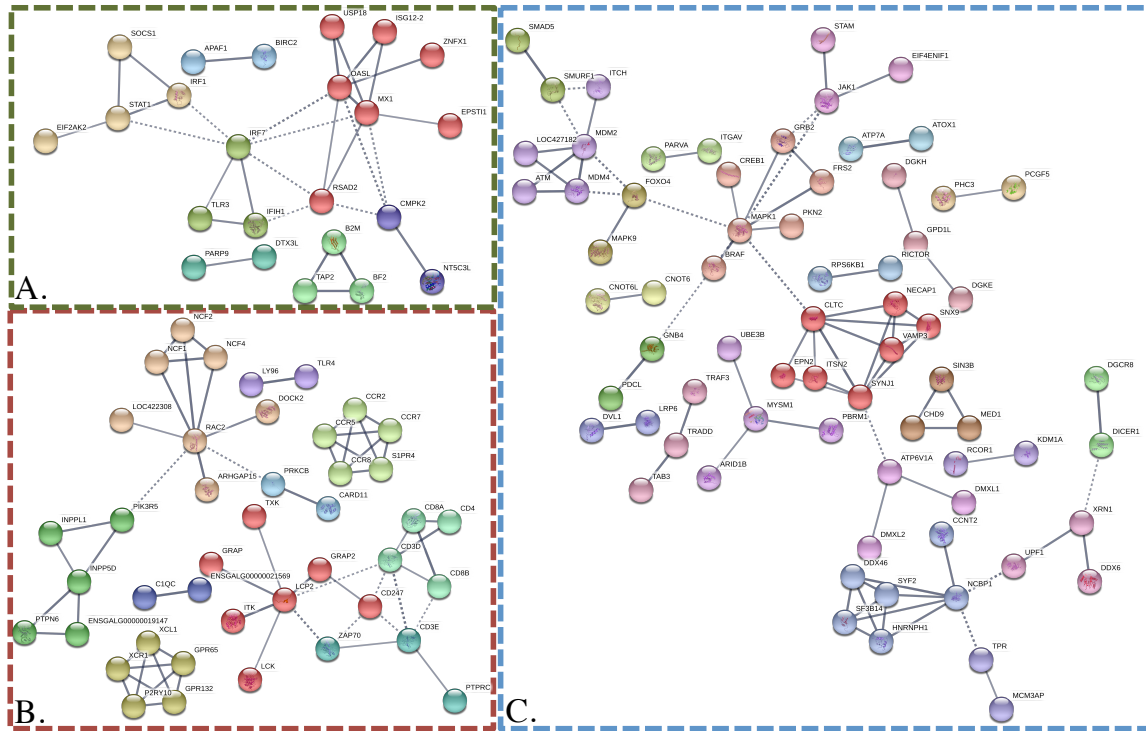 USP18
ISG12-2
SOCS1
APAF1
BIRC2
ZNFX1
OASL
IRF1
MX1
STAT1
EPSTI1
EIF2AK2
IRF7
RSAD2
TLR3
IFIH1
CMPK2
B2M
PARP9
DTX3L
TAP2
BF2
NT5C3L
A.
NCF2
NCF1
NCF4
LY96
TLR4
CCR2
LOC422308
DOCK2
CCR5
CCR7
RAC2
CCR8
S1PR4
ARHGAP15
PRKCB
CARD11
PIK3R5
INPPL1
TXK
CD8A
CD4
GRAP
GRAP2
CD3D
INPP5D
C1QC
ENSGALG00000021569
LCP2
CD8B
CD247
ITK
PTPN6
ENSGALG00000019147
ZAP70
CD3E
XCL1
XCR1
GPR65
LCK
P2RY10
GPR132
PTPRC
B.
SMAD5
STAM
SMURF1
ITCH
EIF4ENIF1
JAK1
LOC427182
MDM2
PARVA
ITGAV
GRB2
ATP7A
ATOX1
CREB1
ATM
MDM4
FOXO4
FRS2
DGKH
PHC3
PCGF5
MAPK1
PKN2
MAPK9
GPD1L
BRAF
RPS6KB1
RICTOR
CNOT6L
CNOT6
DGKE
NECAP1
CLTC
SNX9
GNB4
UBE3B
VAMP3
EPN2
ITSN2
SYNJ1
SIN3B
DGCR8
PDCL
TRAF3
DVL1
LRP6
MYSM1
PBRM1
CHD9
MED1
TRADD
RCOR1
KDM1A
DICER1
TAB3
ARID1B
ATP6V1A
DMXL1
CCNT2
XRN1
DMXL2
UPF1
DDX46
SYF2
NCBP1
DDX6
SF3B14
HNRNPH1
TPR
MCM3AP
C.